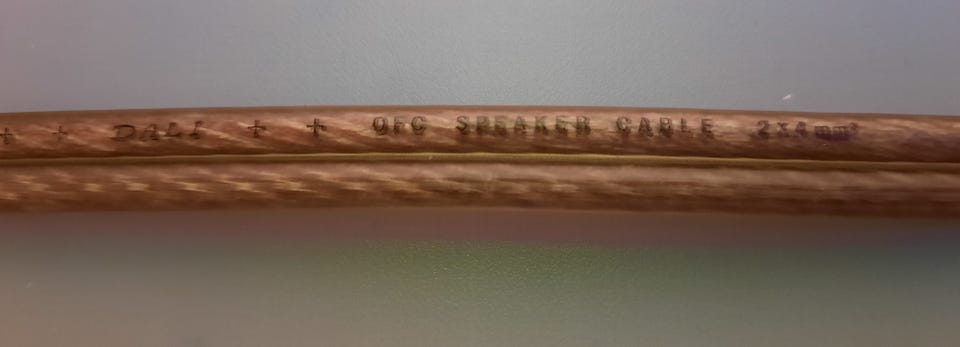 + + DALI + + OFC SPEAKER CABLE 2x4mm²